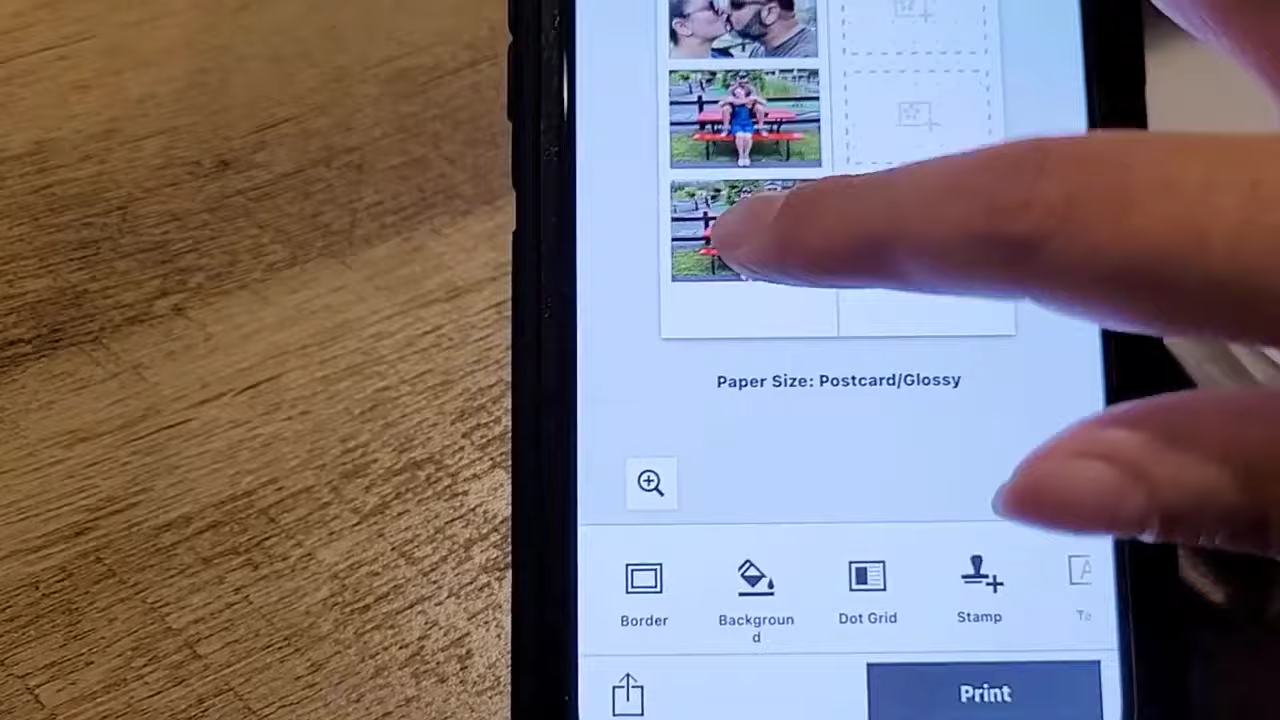 Paper Size: Postcard/Glossy
Border
Backgroun
d
Dot Grid
Stamp
Print